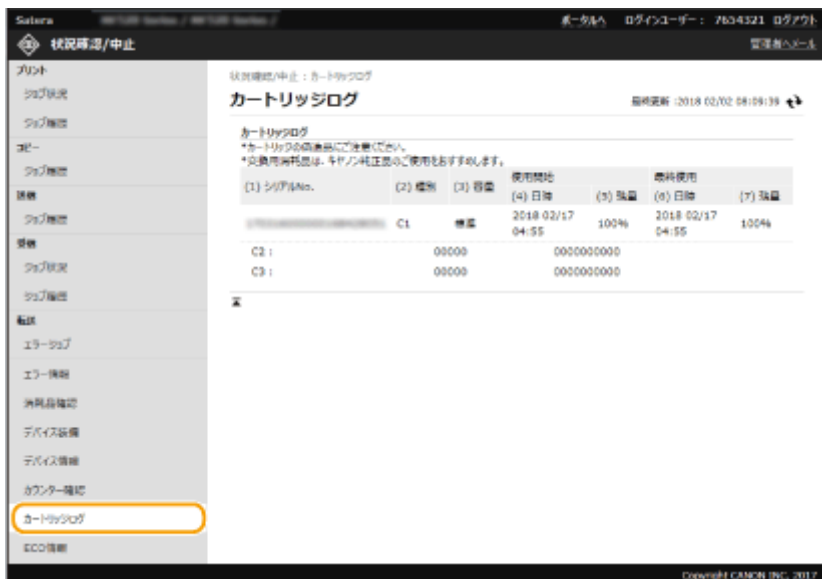 Satera
ポータルへ ログインユーザー： 7654321 ログアウト
状況確認/中止
管理者へメール
プリント
ジョブ状況
ジョブ履歴
コピー
ジョブ履歴
送信
ジョブ履歴
受信
ジョブ状況
ジョブ履歴
転送
エラージョブ
エラー情報
消耗品確認
デバイス装備
デバイス情報
カウンター確認
カートリッジログ
ECO情報
状況確認/中止 : カートリッジログ
カートリッジログ
最終更新 :2018 02/02 08:09:39
カートリッジログ
*カートリッジの偽造品にご注意ください。
*交換用消耗品は、キヤノン純正品のご使用をおすすめします。
使用開始 最終使用
(1) シリアルNo. (2) 種別 (3) 容量 (4) 日時 (5) 残量 (6) 日時 (7) 残量
C1 標準 2018 02/17 04:55 100% 2018 02/17 04:55 100%
C2 : 00000 0000000000
C3 : 00000 0000000000
Copyright CANON INC. 2017